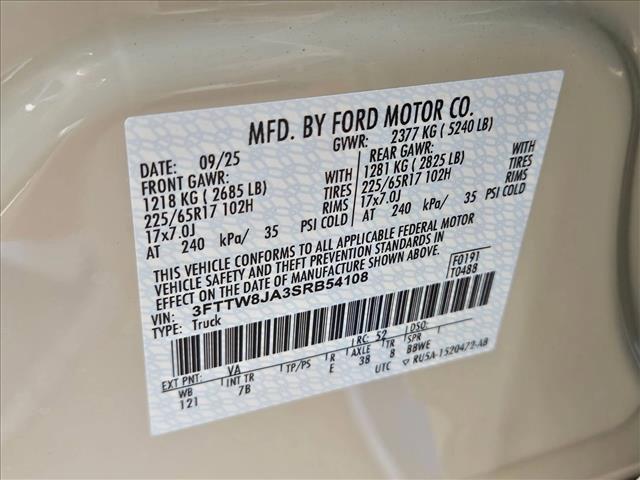 MFD. BY FORD MOTOR CO.
DATE: 09/25 GVWR: 2377 KG ( 5240 LB)
FRONT GAWR: REAR GAWR:
1218 KG ( 2685 LB) WITH 1281 KG ( 2825 LB) WITH
225/65R17 102H TIRES 225/65R17 102H TIRES
17x7.0J RIMS 17x7.0J RIMS
AT 240 kPa/ 35 PSI COLD AT 240 kPa/ 35 PSI COLD
THIS VEHICLE CONFORMS TO ALL APPLICABLE FEDERAL MOTOR
VEHICLE SAFETY AND THEFT PREVENTION STANDARDS IN
EFFECT ON THE DATE OF MANUFACTURE SHOWN ABOVE.
VIN: 3FTTW8JA3SRB54108 F0191
TYPE: Truck T0488
EXT PNT: VA RC: 52 DSO:
WB INT TR TP/PS R AXLE TR SPR
121 7B E 38 8 BBWE
UTC RU5A-1520472-AB